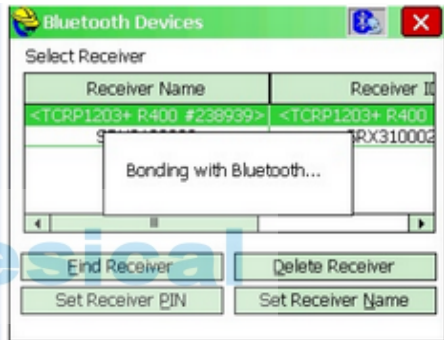 Bluetooth Devices
Select Receiver
Receiver Name Receiver ID
<TCRP1203+ R400 #238939> <TCRP1203+ R400
SRX310002
Bonding with Bluetooth...
Find Receiver Delete Receiver
Set Receiver PIN Set Receiver Name